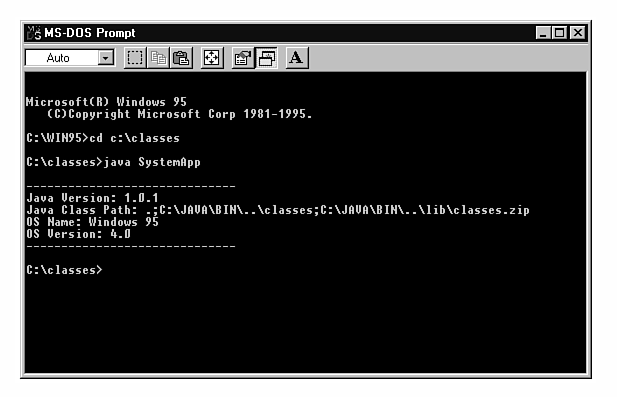 MS-DOS Prompt
Auto
A
Microsoft(R) Windows 95
(C)Copyright Microsoft Corp 1981-1995.
C:\WIN95>cd c:\classes
C:\classes>java SystemApp
------------------------------
Java Version: 1.0.1
Java Class Path: .;C:\JAVA\BIN\..\classes;C:\JAVA\BIN\..\lib\classes.zip
OS Name: Windows 95
OS Version: 4.0
------------------------------
C:\classes>